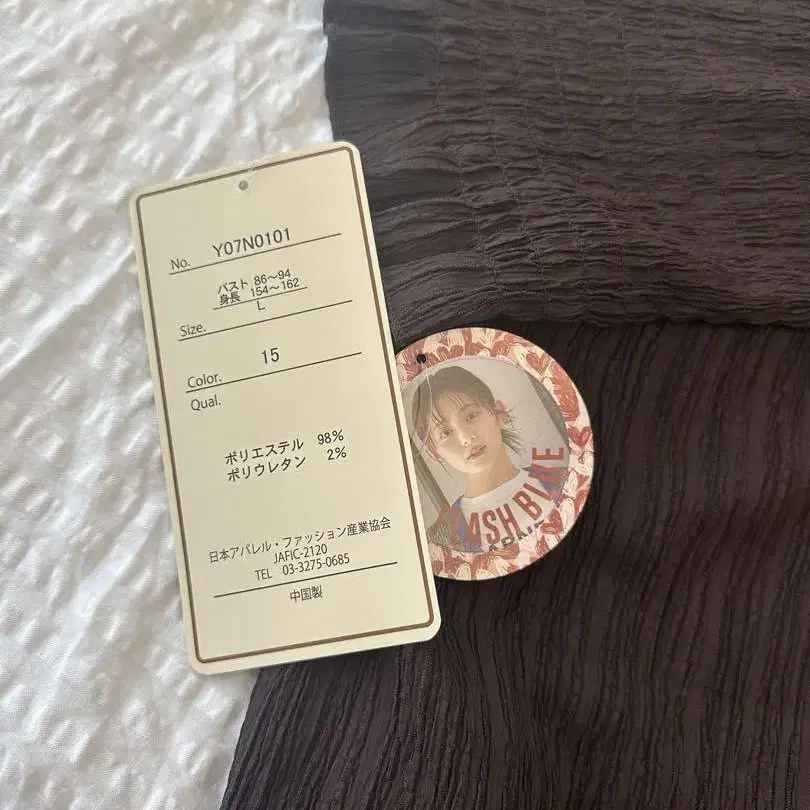 No. Y07N0101
バスト 86～94
身長 154～162
L
Size.
Color. 15
Qual.
ポリエステル 98%
ポリウレタン 2%
日本アパレル・ファッション産業協会
JAFIC-2120
TEL 03-3275-0685
中国製
ASH BLUE